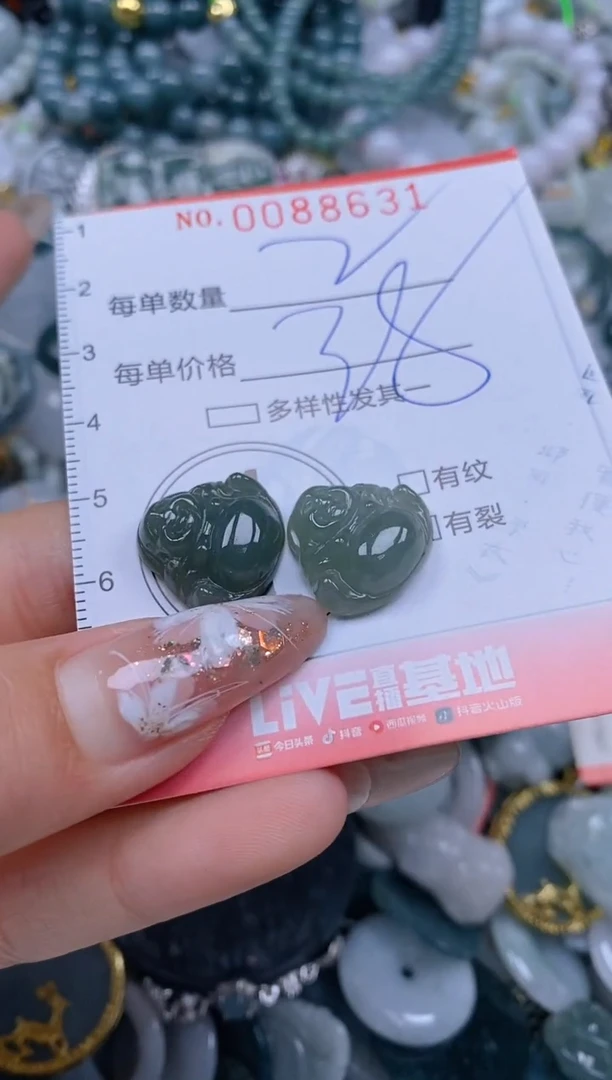 NO. 0088631
1
2
每单数量 2
3
每单价格 38
多样性发其一
4
有纹
5
有裂
6
LiVE直播基地
今日头条 抖音 西瓜视频 抖音火山版